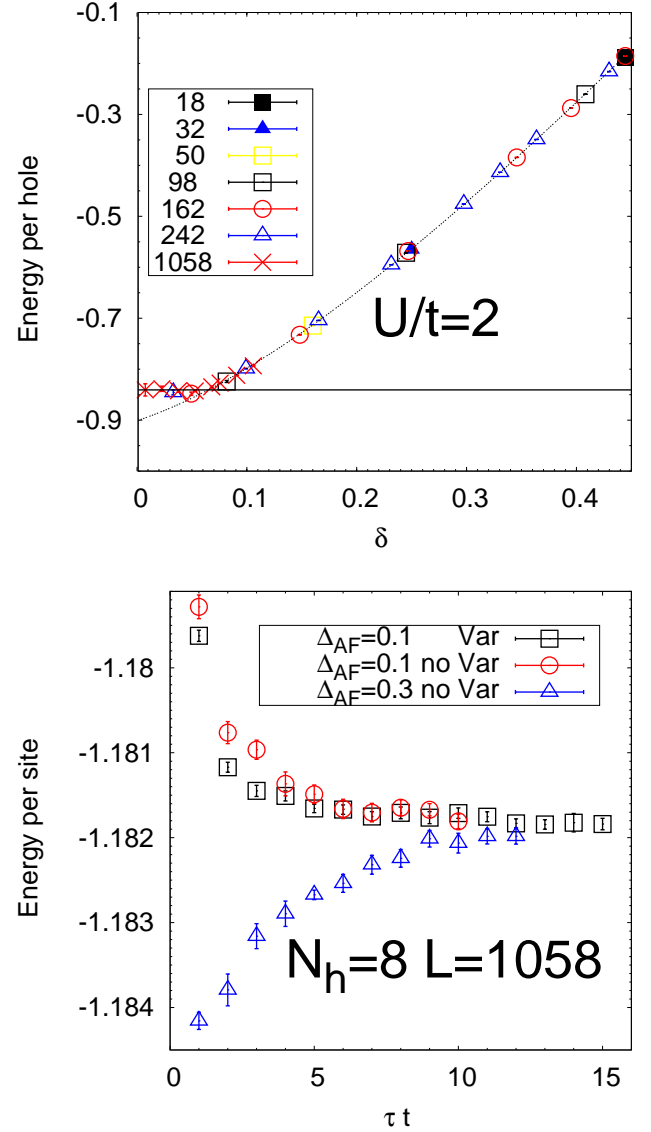 -0.1
-0.3
-0.5
-0.7
-0.9
Energy per hole
18
32
50
98
162
242
1058
U/t=2
0 0.1 0.2 0.3 0.4
δ
-1.18
-1.181
-1.182
-1.183
-1.184
Energy per site
Δ_AF=0.1 Var
Δ_AF=0.1 no Var
Δ_AF=0.3 no Var
N_h=8 L=1058
0 5 10 15
τ t